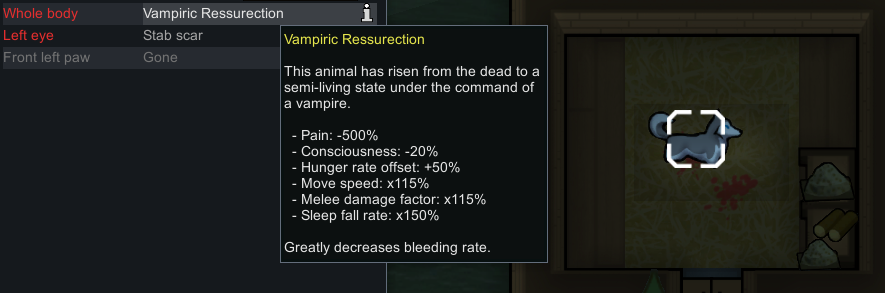 Whole body Vampiric Ressurection
Left eye Stab scar
Front left paw Gone
Vampiric Ressurection
This animal has risen from the dead to a
semi-living state under the command of
a vampire.
- Pain: -500%
- Consciousness: -20%
- Hunger rate offset: +50%
- Move speed: x115%
- Melee damage factor: x115%
- Sleep fall rate: x150%
Greatly decreases bleeding rate.